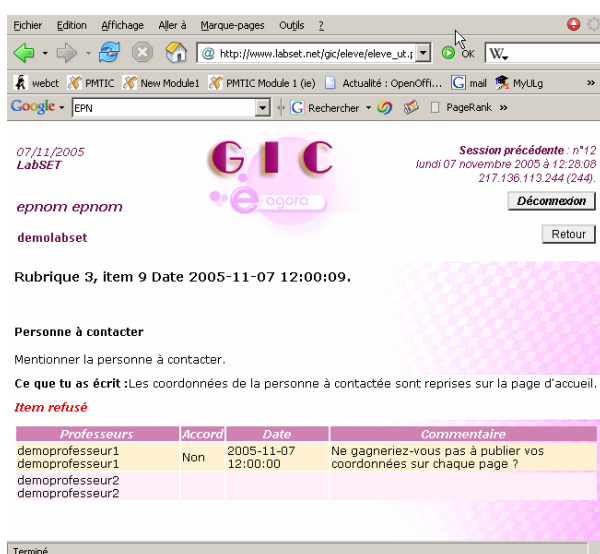 Fichier Edition Affichage Aller à Marque-pages Outils ?
http://www.labset.net/gic/eleve/eleve_ut.p OK W.
webct PMTIC New Module1 PMTIC Module 1 (ie) Actualité : OpenOffi... mail MyULg »
Google EPN Rechercher PageRank »
07/11/2005
LabSET
GIC
e-agora
Session précédente : n°12
lundi 07 novembre 2005 à 12:28:08
217.136.113.244 (244).
epnom epnom
Déconnexion
demolabset
Retour
Rubrique 3, item 9 Date 2005-11-07 12:00:09.
Personne à contacter
Mentionner la personne à contacter.
Ce que tu as écrit :Les coordonnées de la personne à contactée sont reprises sur la page d'accueil.
Item refusé
Professeurs Accord Date Commentaire
demoprofesseur1 demoprofesseur1 Non 2005-11-07 12:00:00 Ne gagneriez-vous pas à publier vos coordonnées sur chaque page ?
demoprofesseur2
demoprofesseur2
Terminé